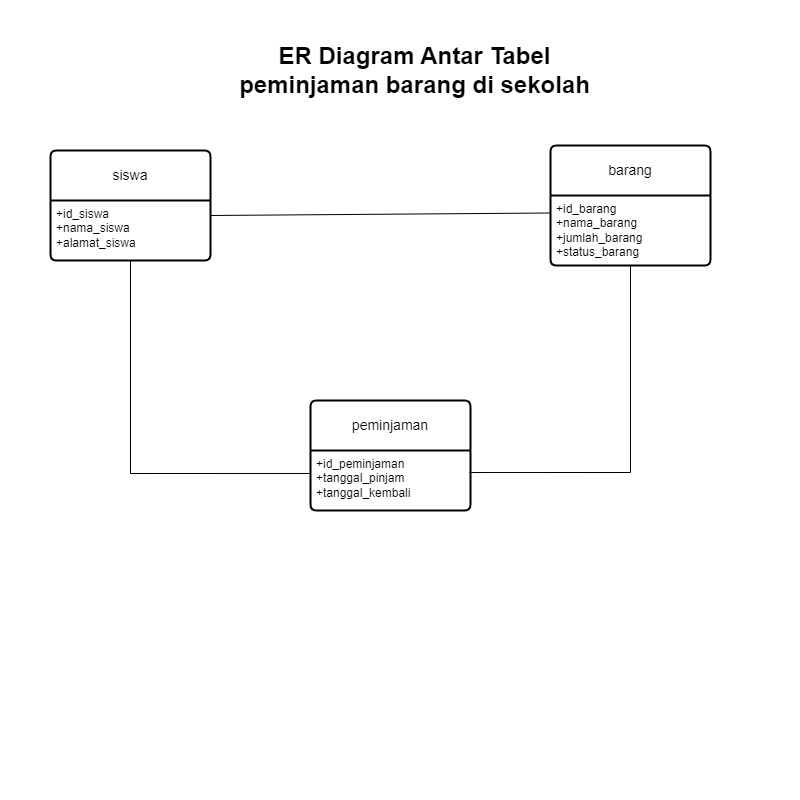 ER Diagram Antar Tabel
peminjaman barang di sekolah
siswa
+id_siswa
+nama_siswa
+alamat_siswa
barang
+id_barang
+nama_barang
+jumlah_barang
+status_barang
peminjaman
+id_peminjaman
+tanggal_pinjam
+tanggal_kembali